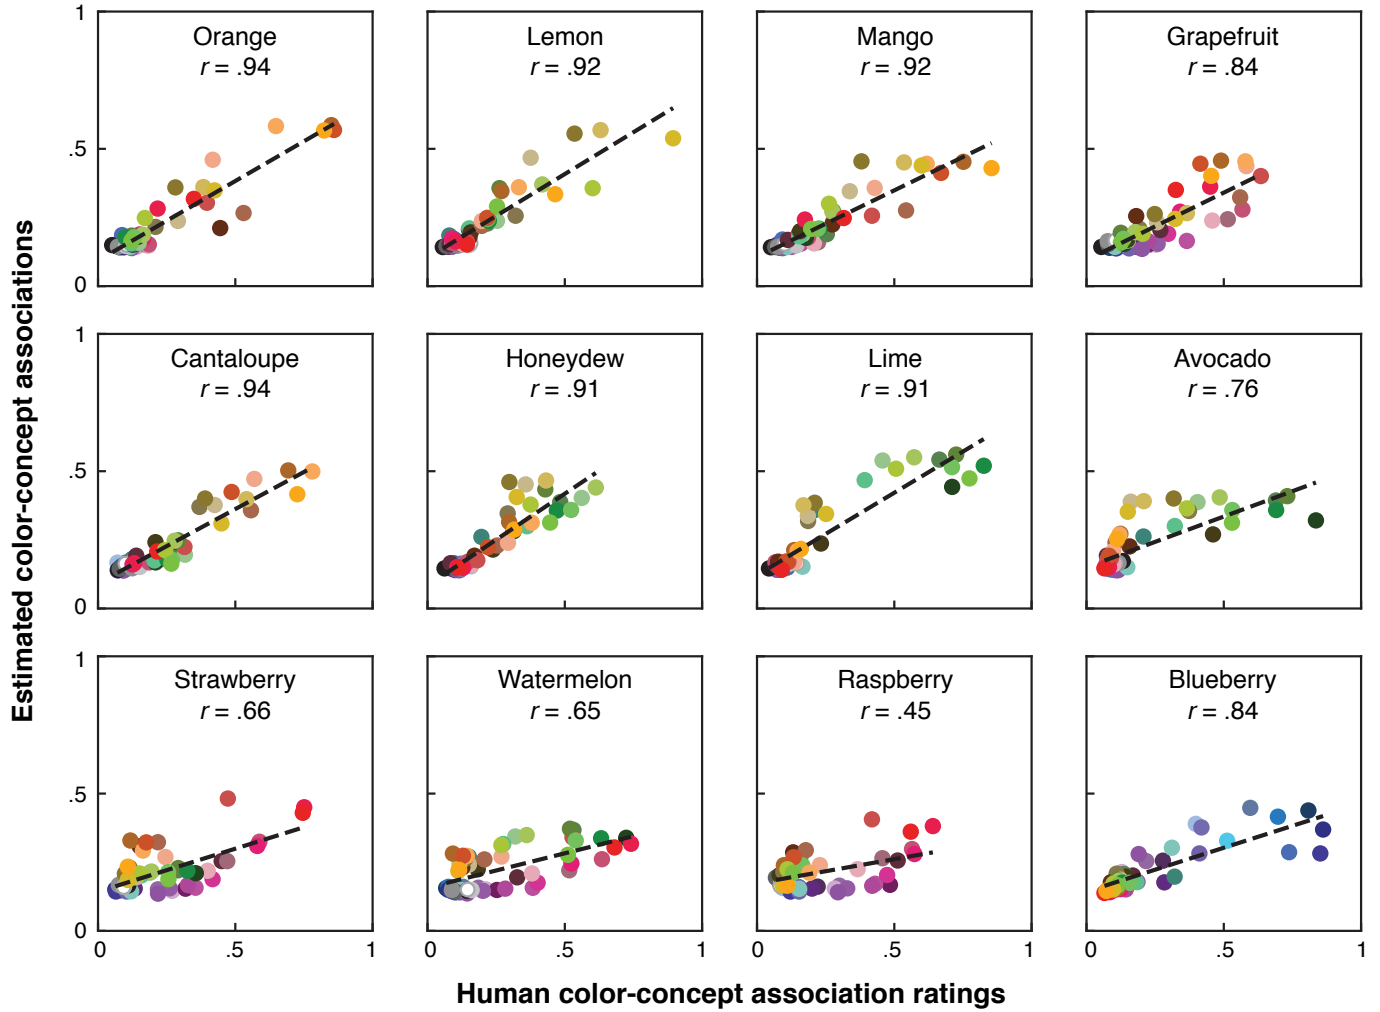 Estimated color-concept associations
1
Orange
r = .94
Lemon
r = .92
Mango
r = .92
Grapefruit
r = .84
.5
0
1
Cantaloupe
r = .94
Honeydew
r = .91
Lime
r = .91
Avocado
r = .76
.5
0
1
Strawberry
r = .66
Watermelon
r = .65
Raspberry
r = .45
Blueberry
r = .84
.5
0
0 .5 1
0 .5 1
0 .5 1
0 .5 1
Human color-concept association ratings